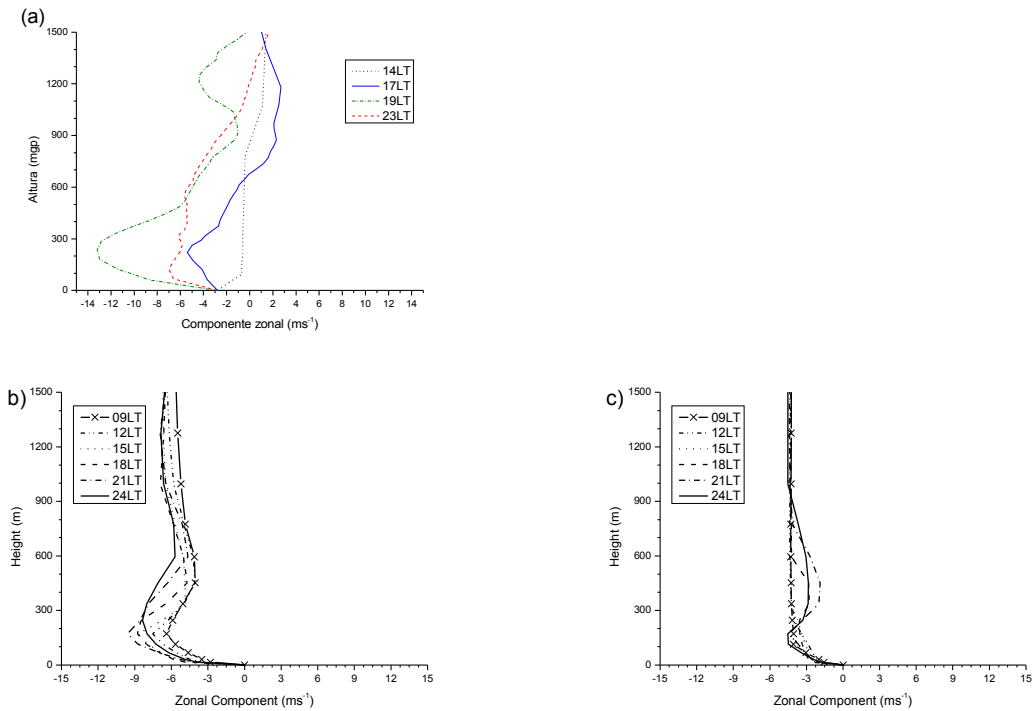 (a)
1500
1200
900
600
300
0
Altura (mgp)
-14 -12 -10 -8 -6 -4 -2 0 2 4 6 8 10 12 14
Componente zonal (ms-1)
14LT
17LT
19LT
23LT
b)
1500
1200
900
600
300
0
Height (m)
-15 -12 -9 -6 -3 0 3 6 9 12 15
Zonal Component (ms-1)
09LT
12LT
15LT
18LT
21LT
24LT
c)
1500
1200
900
600
300
0
Height (m)
-15 -12 -9 -6 -3 0 3 6 9 12 15
Zonal Component (ms-1)
09LT
12LT
15LT
18LT
21LT
24LT